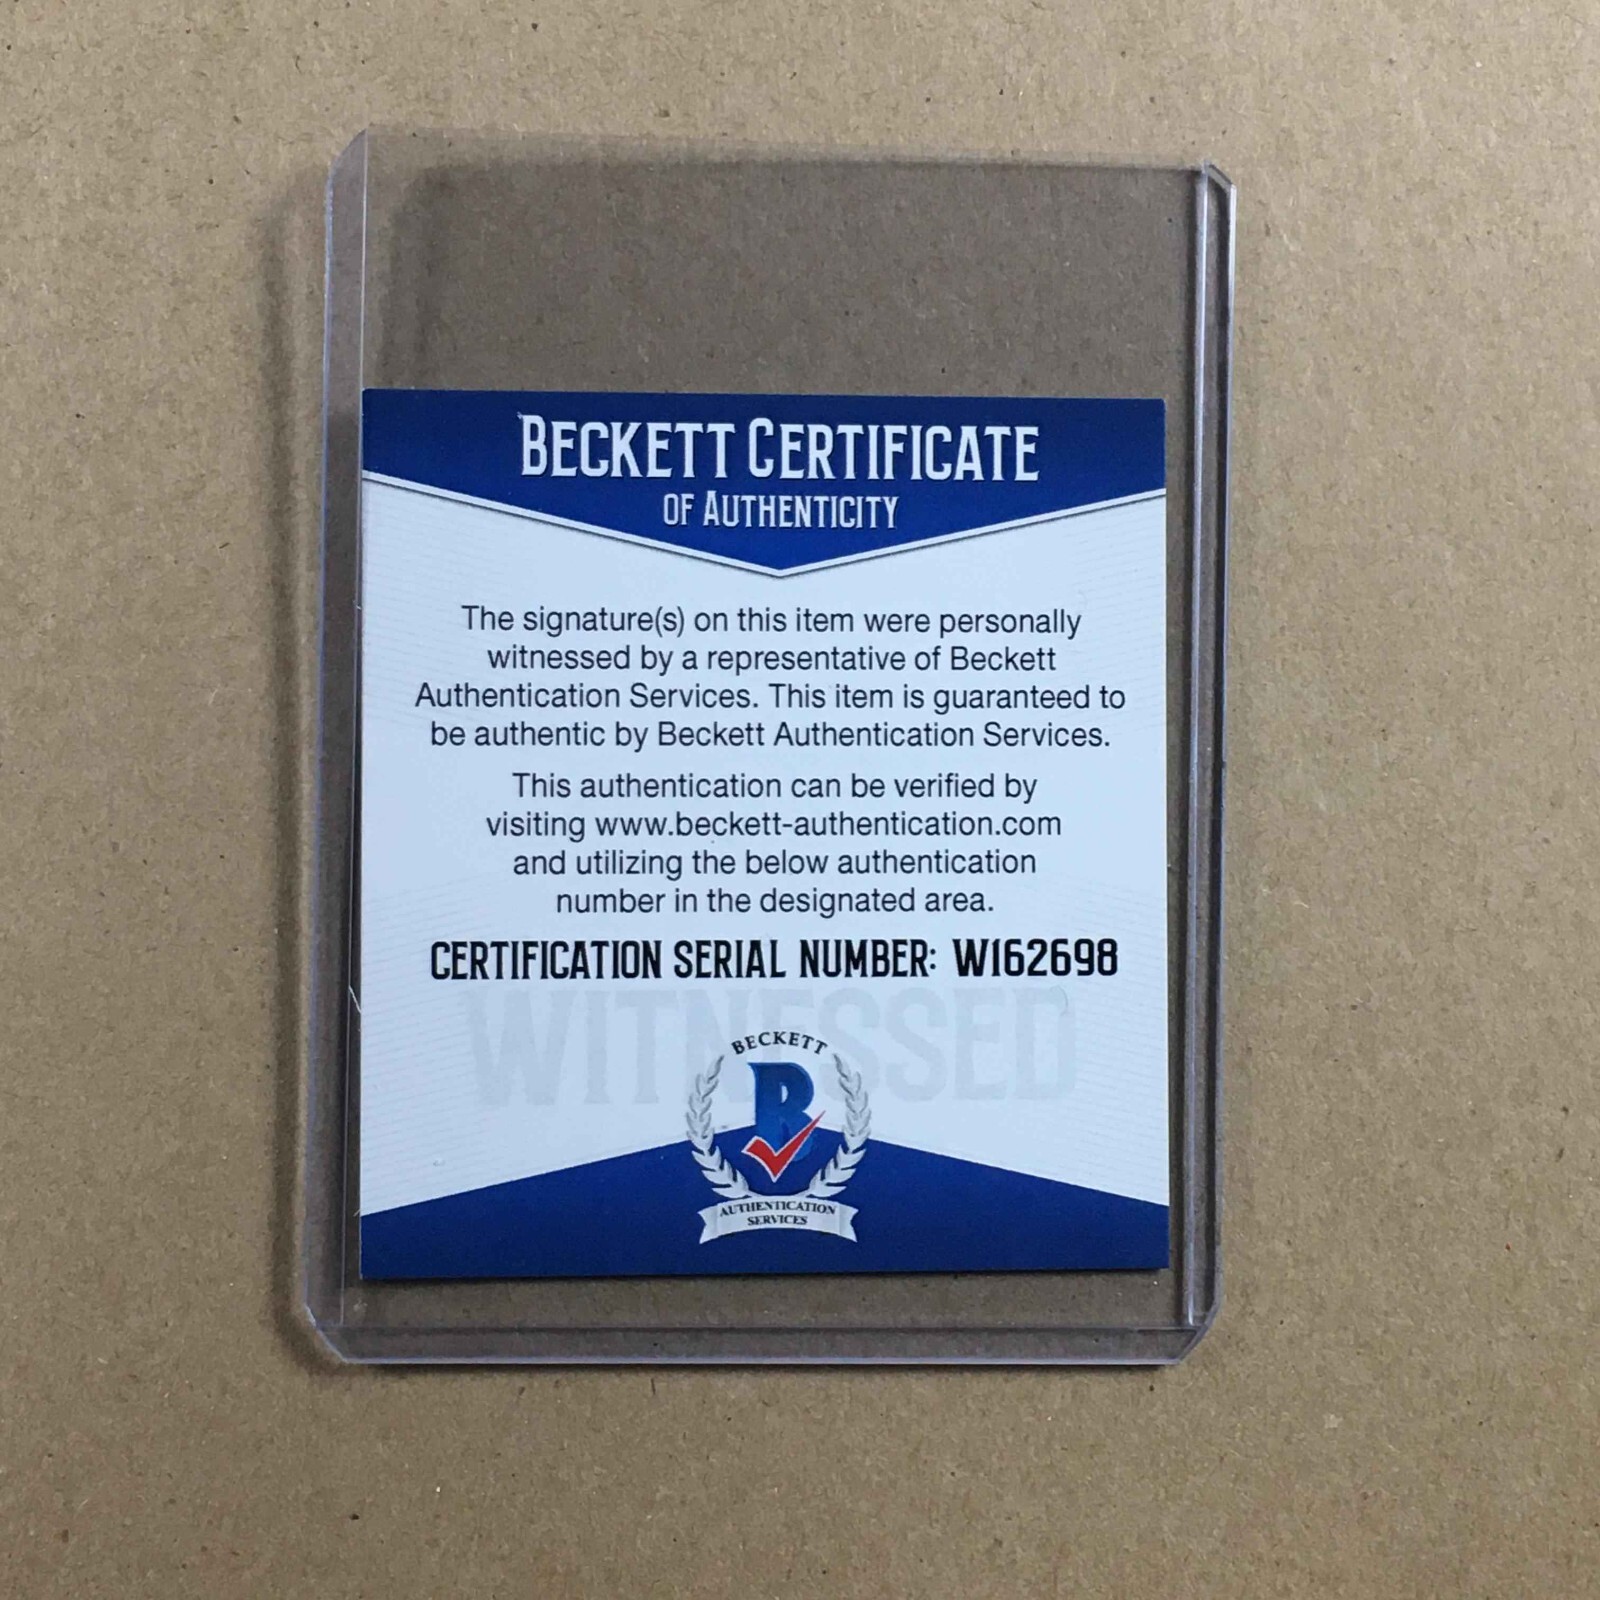 BECKETT CERTIFICATE
OF AUTHENTICITY
The signature(s) on this item were personally
witnessed by a representative of Beckett
Authentication Services. This item is guaranteed to
be authentic by Beckett Authentication Services.
This authentication can be verified by
visiting www.beckett-authentication.com
and utilizing the below authentication
number in the designated area.
CERTIFICATION SERIAL NUMBER: W162698
WITNESSED
BECKETT
B
AUTHENTICATION
SERVICES